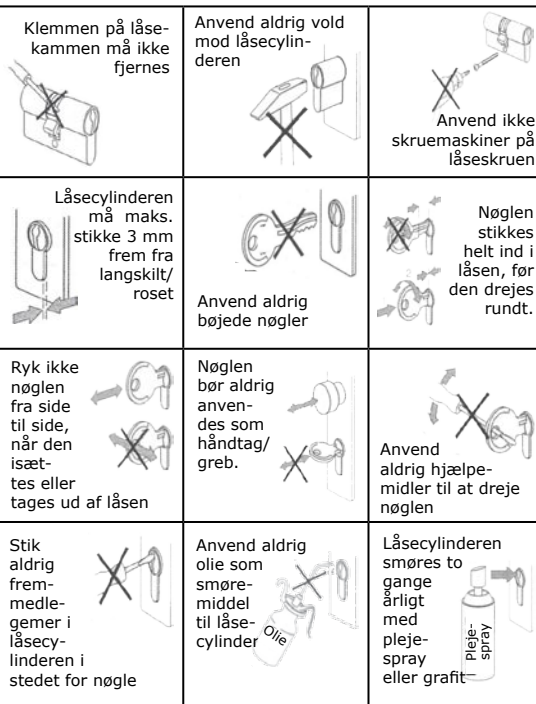 Klemmen på låse-
kammen må ikke
fjernes
Anvend aldrig vold
mod låsecylin-
deren
Anvend ikke
skruemaskiner på
låseskruen
Låsecylinderen
må maks.
stikke 3 mm
frem fra
langskilt/
roset
Anvend aldrig
bøjede nøgler
Nøglen
stikkes
helt ind i
låsen, før
den drejes
rundt.
Ryk ikke
nøglen
fra side
til side,
når den
isæt-
tes eller
tages ud af låsen
Nøglen
bør aldrig
anven-
des som
håndtag/
greb.
Anvend
aldrig hjælpe-
midler til at dreje
nøglen
Stik
aldrig
frem-
medle-
gemer i
låsecy-
linderen i
stedet for nøgle
Anvend aldrig
olie som
smøre-
middel
til låse-
cylinder
Olie
Låsecylinderen
smøres to
gange
årligt
med
pleje-
spray
eller grafit
Pleje-
spray